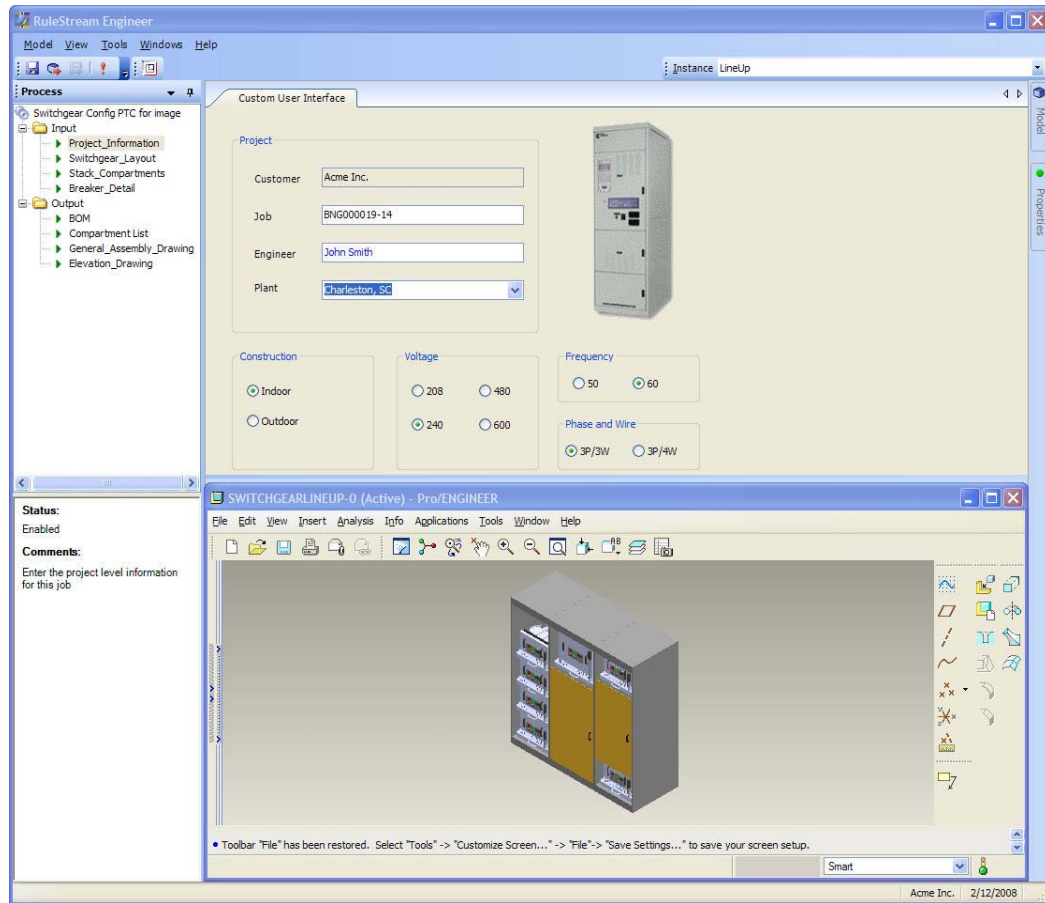 RuleStream Engineer
Model View Tools Windows Help
Instance LineUp
Process
Switchgear Config PTC for image
Input
Project_Information
Switchgear_Layout
Stack_Compartments
Breaker_Detail
Output
BOM
Compartment List
General_Assembly_Drawing
Elevation_Drawing
Status:
Enabled
Comments:
Enter the project level information
for this job
Custom User Interface
Project
Customer Acme Inc.
Job BNG000019-14
Engineer John Smith
Plant Charleston, SC
Construction
Indoor
Outdoor
Voltage
208 480
240 600
Frequency
50 60
Phase and Wire
3P/3W 3P/4W
Model
Properties
SWITCHGEARLINEUP-0 (Active) - Pro/ENGINEER
File Edit View Insert Analysis Info Applications Tools Window Help
Toolbar "File" has been restored. Select "Tools" -> "Customize Screen..." -> "File"-> "Save Settings..." to save your screen setup.
Smart
Acme Inc. 2/12/2008